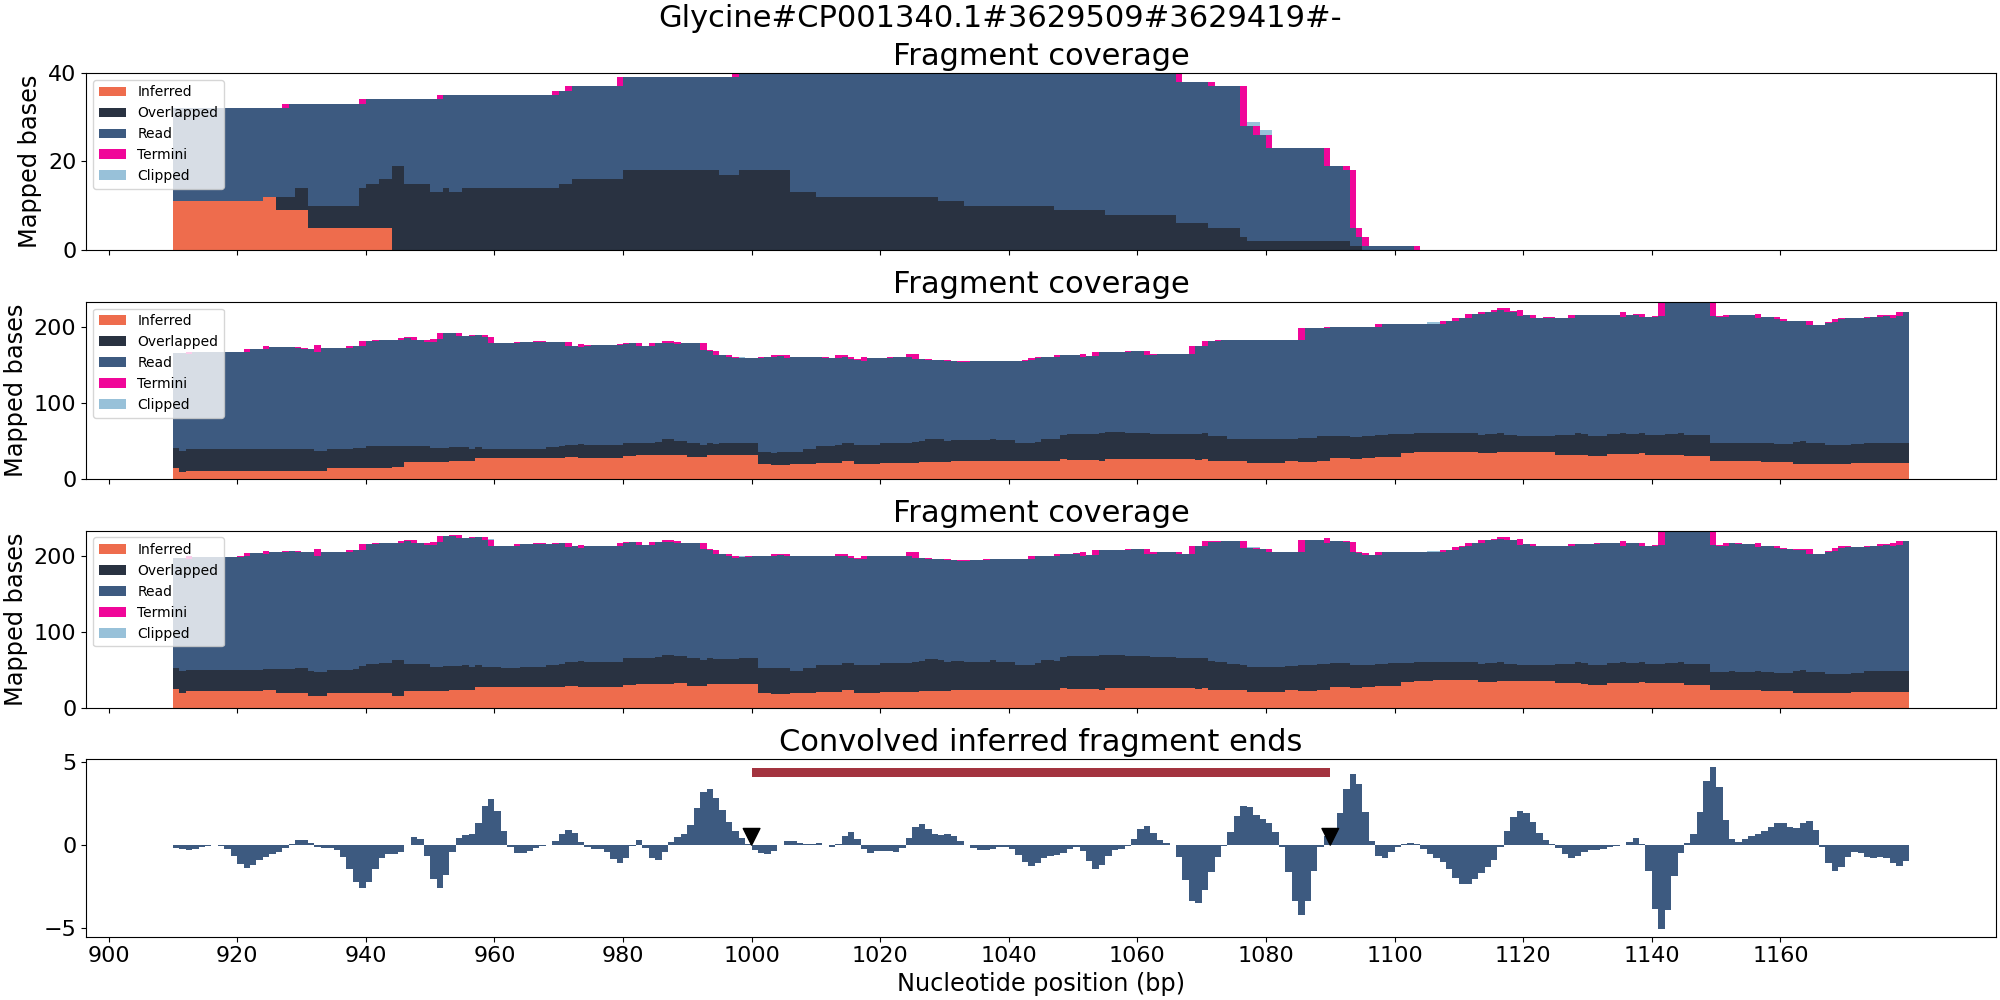 Glycine#CP001340.1#3629509#3629419#-
Fragment coverage
Mapped bases
40
20
0
Inferred
Overlapped
Read
Termini
Clipped
Fragment coverage
Mapped bases
200
100
0
Inferred
Overlapped
Read
Termini
Clipped
Fragment coverage
Mapped bases
200
100
0
Inferred
Overlapped
Read
Termini
Clipped
Convolved inferred fragment ends
5
0
−5
900 920 940 960 980 1000 1020 1040 1060 1080 1100 1120 1140 1160
Nucleotide position (bp)